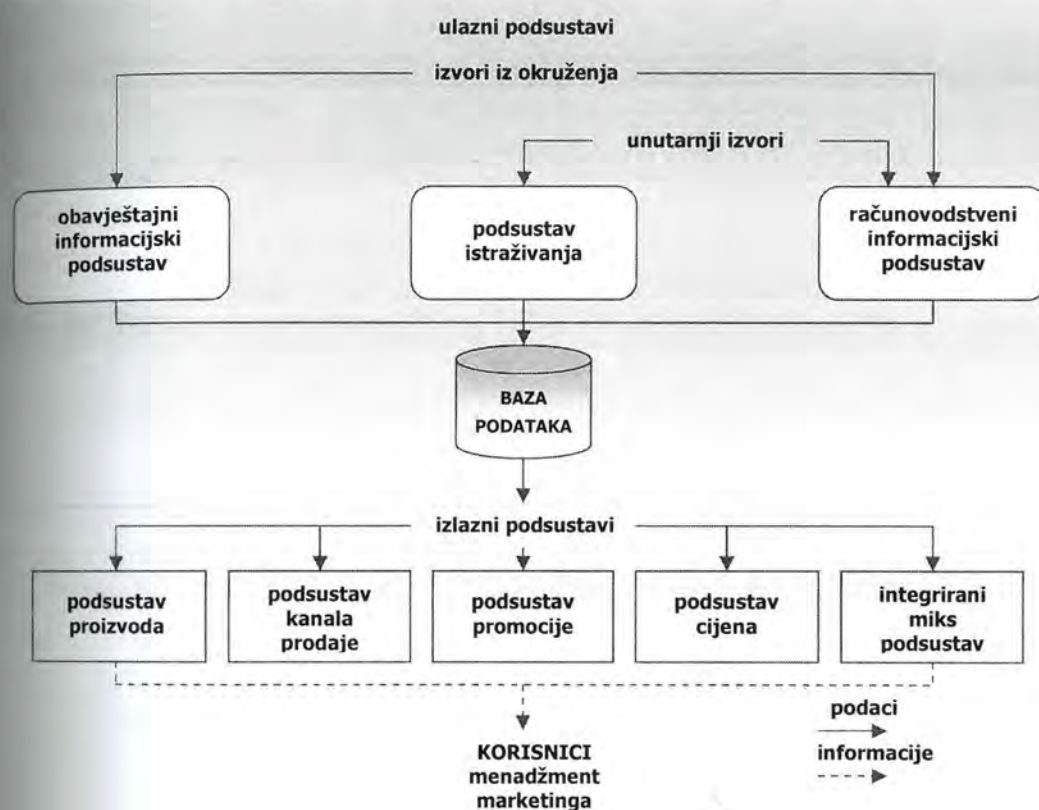 ulazni podsustavi
izvori iz okruženja
unutarnji izvori
obavještajni
informacijski
podsustav
podsustav
istraživanja
računovodstveni
informacijski
podsustav
BAZA
PODATAKA
izlazni podsustavi
podsustav
proizvoda
podsustav
kanala
prodaje
podsustav
promocije
podsustav
cijena
integrirani
miks
podsustav
podaci
informacije
KORISNICI
menadžment
marketinga